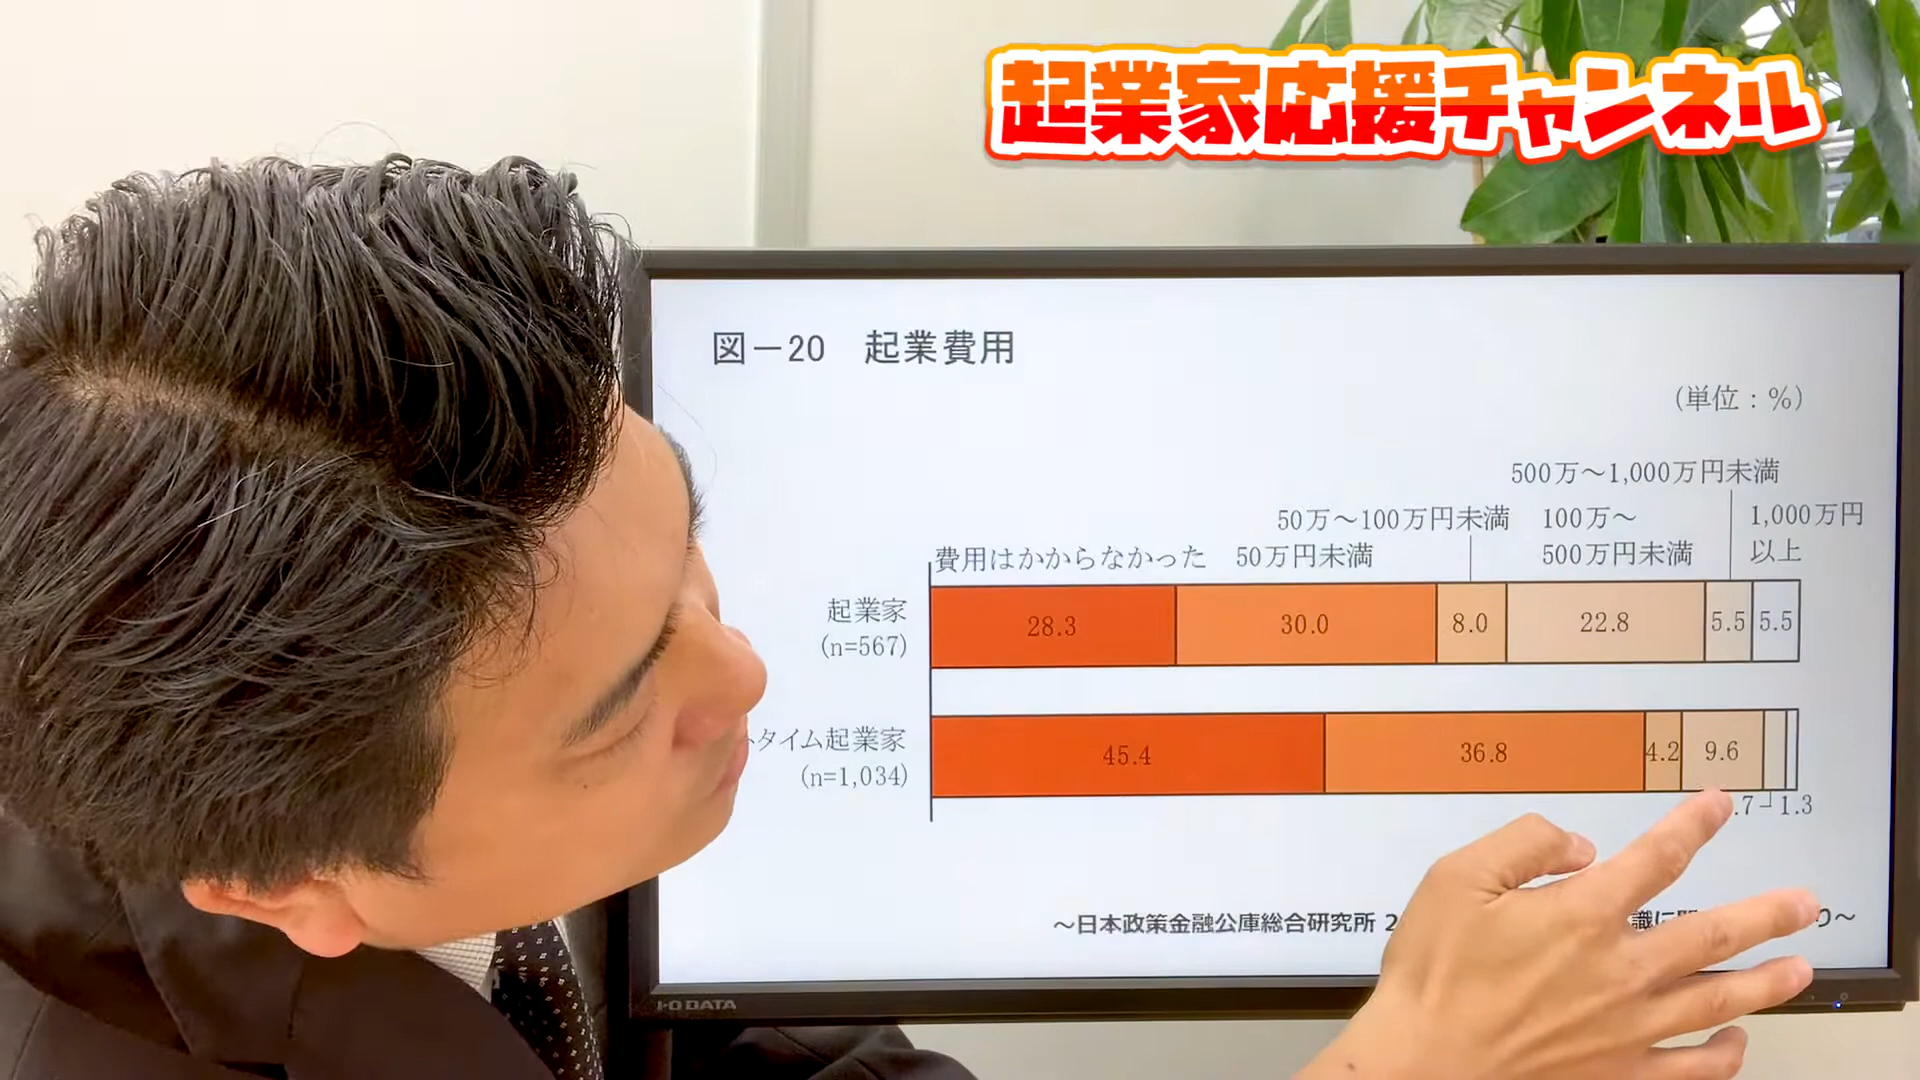 起業家応援チャンネル
図－20　起業費用
（単位：%）
500万～1,000万円未満
50万～100万円未満
100万～
500万円未満
1,000万円
以上
費用はかからなかった
50万円未満
起業家
(n=567)
28.3
30.0
8.0
22.8
5.5
5.5
タイム起業家
(n=1,034)
45.4
36.8
4.2
9.6
.7
1.3
～日本政策金融公庫総合研究所
I-O DATA